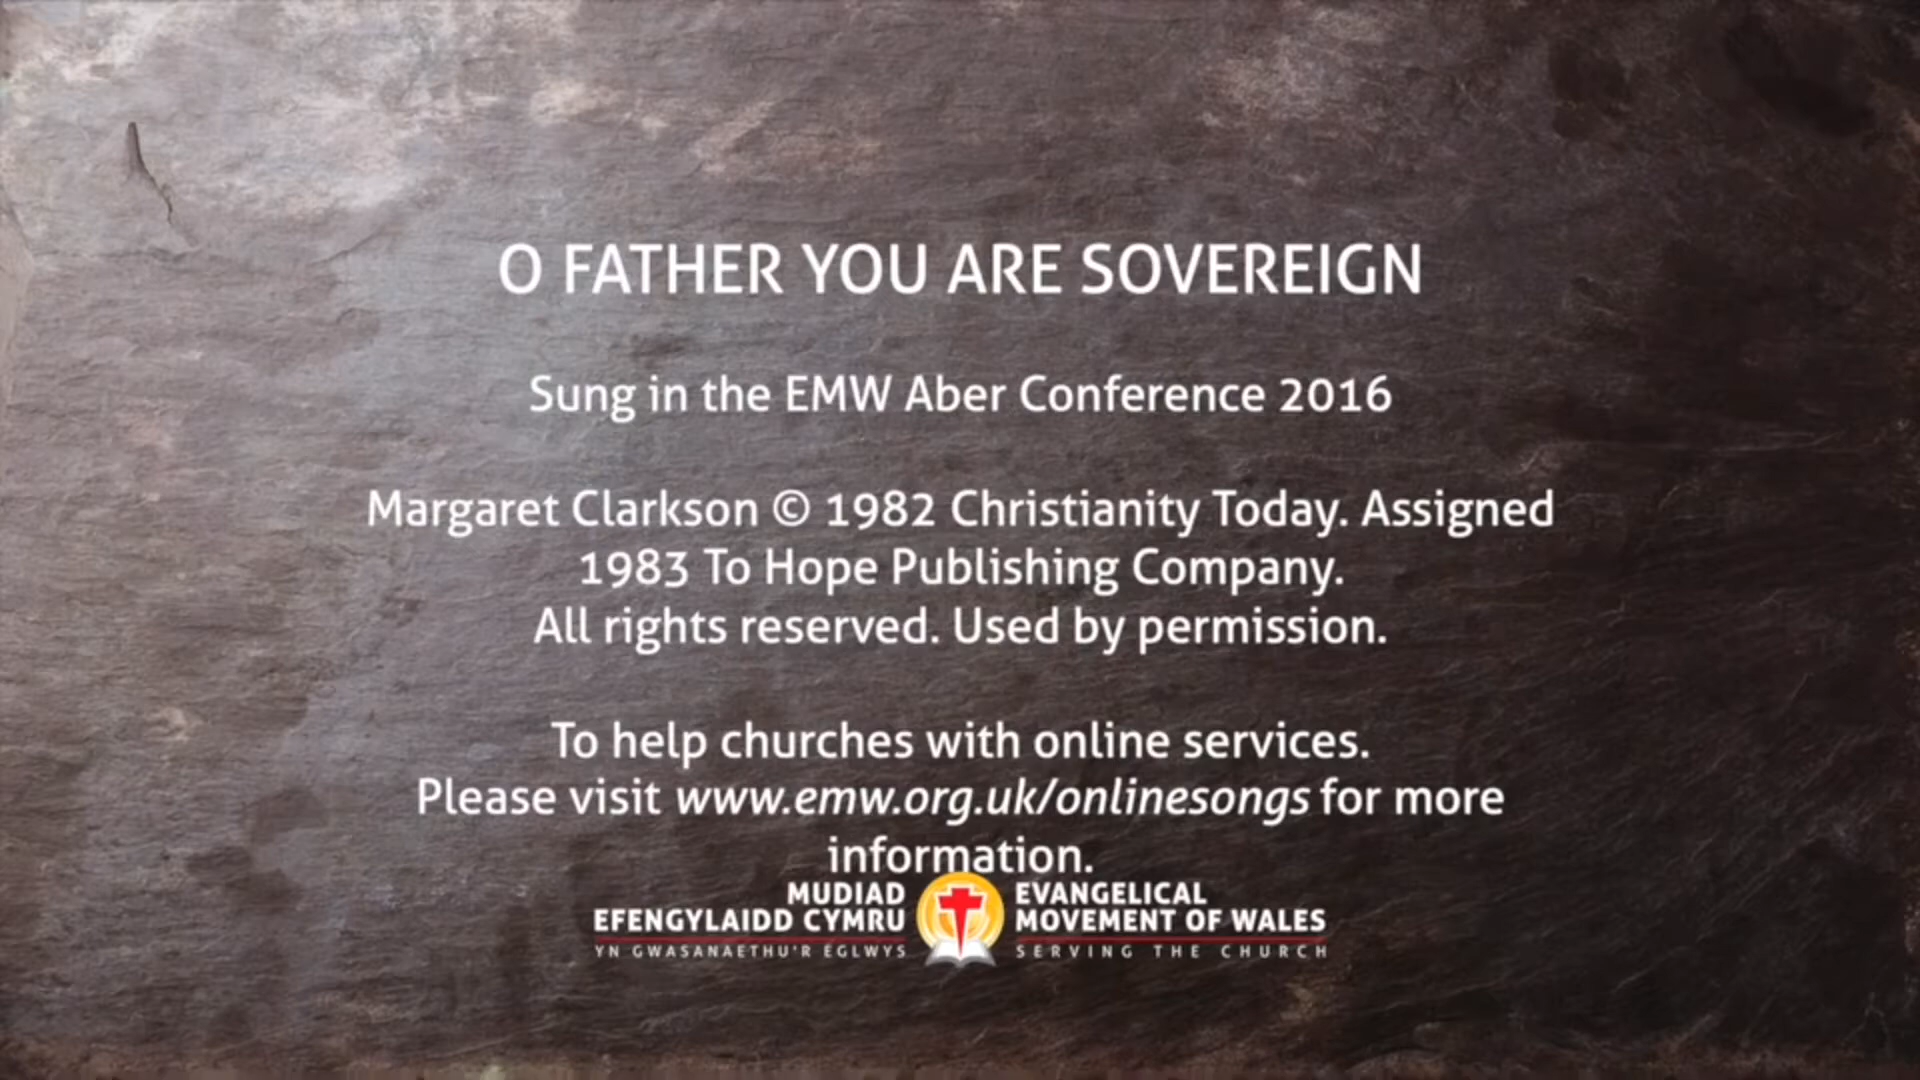 O FATHER YOU ARE SOVEREIGN
Sung in the EMW Aber Conference 2016
Margaret Clarkson © 1982 Christianity Today. Assigned
1983 To Hope Publishing Company.
All rights reserved. Used by permission.
To help churches with online services.
Please visit www.emw.org.uk/onlinesongs for more
information.
MUDIAD
EFENGYLAIDD CYMRU
YN GWASANAETHU'R EGLWYS
EVANGELICAL
MOVEMENT OF WALES
SERVING THE CHURCH